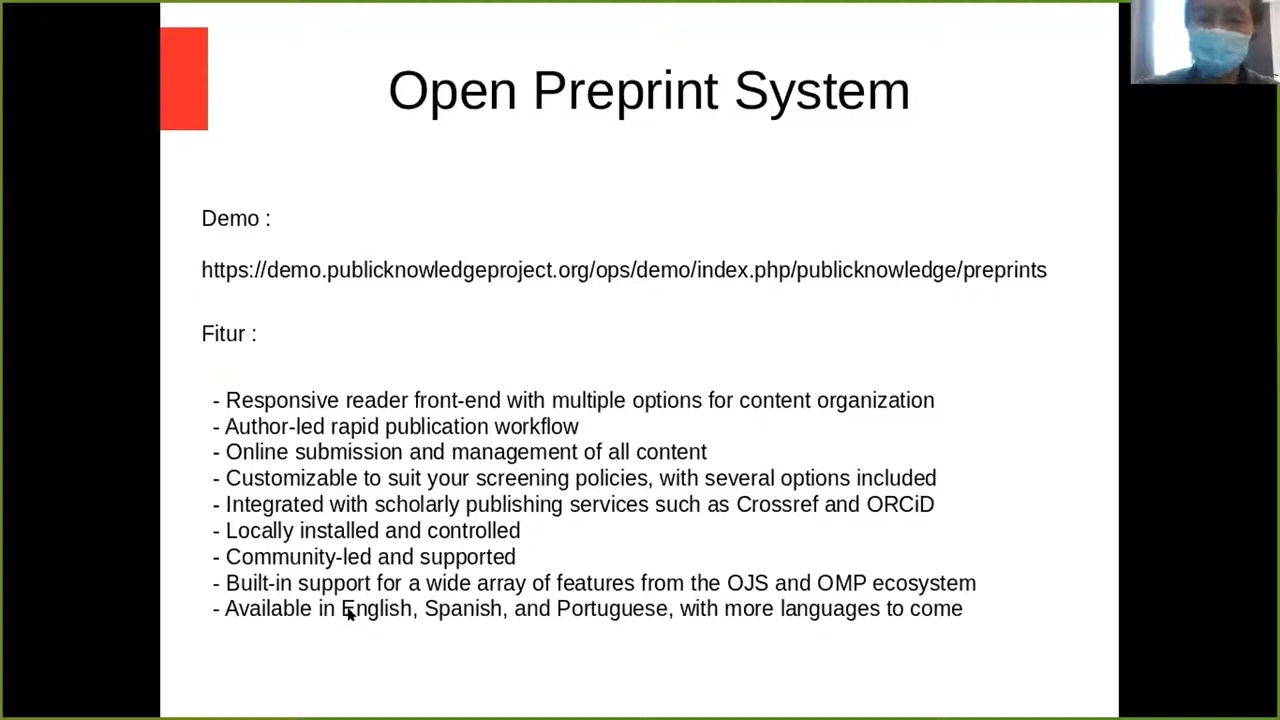 Open Preprint System
Demo :
https://demo.publicknowledgeproject.org/ops/demo/index.php/publicknowledge/preprints
Fitur :
- Responsive reader front-end with multiple options for content organization
- Author-led rapid publication workflow
- Online submission and management of all content
- Customizable to suit your screening policies, with several options included
- Integrated with scholarly publishing services such as Crossref and ORCiD
- Locally installed and controlled
- Community-led and supported
- Built-in support for a wide array of features from the OJS and OMP ecosystem
- Available in English, Spanish, and Portuguese, with more languages to come